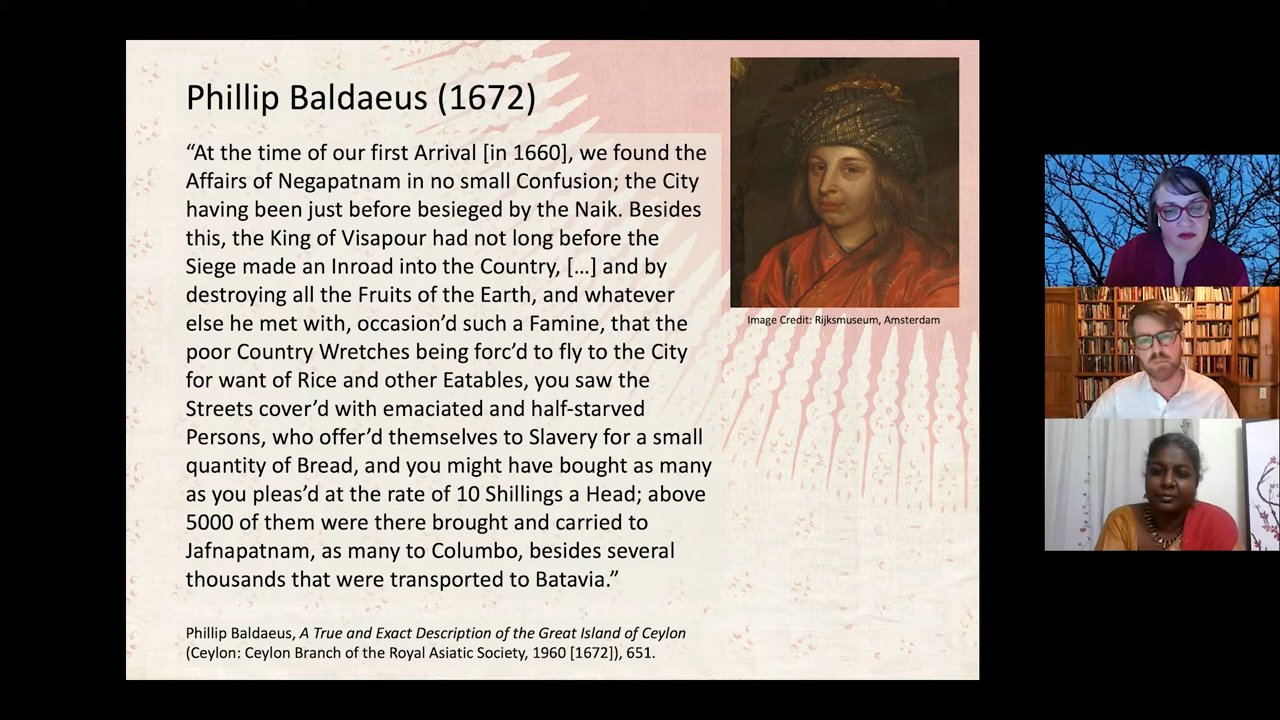 Phillip Baldaeus (1672)
“At the time of our first Arrival [in 1660], we found the
Affairs of Negapatnam in no small Confusion; the City
having been just before besieged by the Naik. Besides
this, the King of Visapour had not long before the
Siege made an Inroad into the Country, […] and by
destroying all the Fruits of the Earth, and whatever
else he met with, occasion’d such a Famine, that the
poor Country Wretches being forc’d to fly to the City
for want of Rice and other Eatables, you saw the
Streets cover’d with emaciated and half-starved
Persons, who offer’d themselves to Slavery for a small
quantity of Bread, and you might have bought as many
as you pleas’d at the rate of 10 Shillings a Head; above
5000 of them were there brought and carried to
Jafnapatnam, as many to Columbo, besides several
thousands that were transported to Batavia.”
Image Credit: Rijksmuseum, Amsterdam
Phillip Baldaeus, A True and Exact Description of the Great Island of Ceylon
(Ceylon: Ceylon Branch of the Royal Asiatic Society, 1960 [1672]), 651.